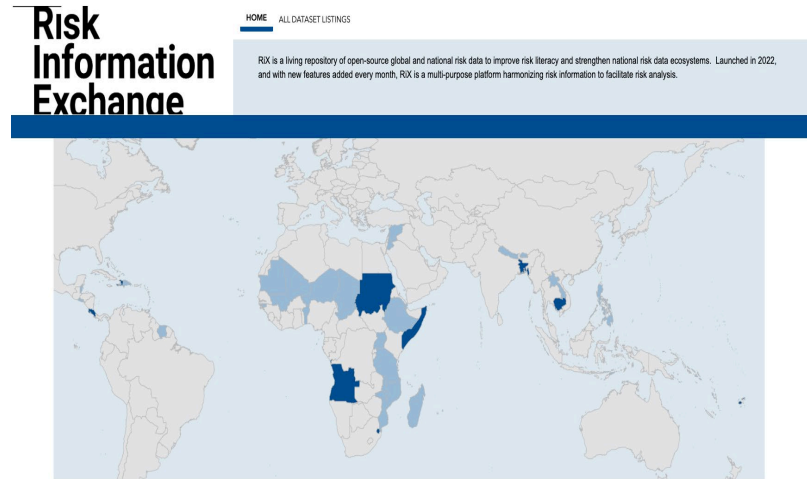 Risk
Information
Exchange
HOME ALL DATASET LISTINGS
RiX is a living repository of open-source global and national risk data to improve risk literacy and strengthen national risk data ecosystems. Launched in 2022,
and with new features added every month, RiX is a multi-purpose platform harmonizing risk information to facilitate risk analysis.